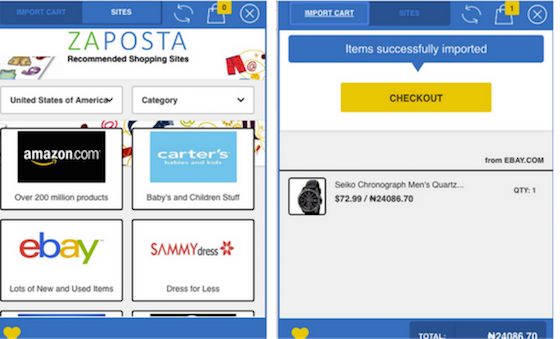 IMPORT CART
SITES
0
ZAPOSTA
Recommended Shopping Sites
United States of America
Category
amazon.com
Over 200 million products
carter's
babies and kids
Baby's and Children Stuff
ebay
Lots of New and Used Items
SAMMYdress
Dress for Less
IMPORT CART
SITES
1
Items successfully imported
CHECKOUT
from EBAY.COM
Seiko Chronograph Men's Quartz...
QTY: 1
$72.99 / ₦24086.70
TOTAL:
₦24086.70